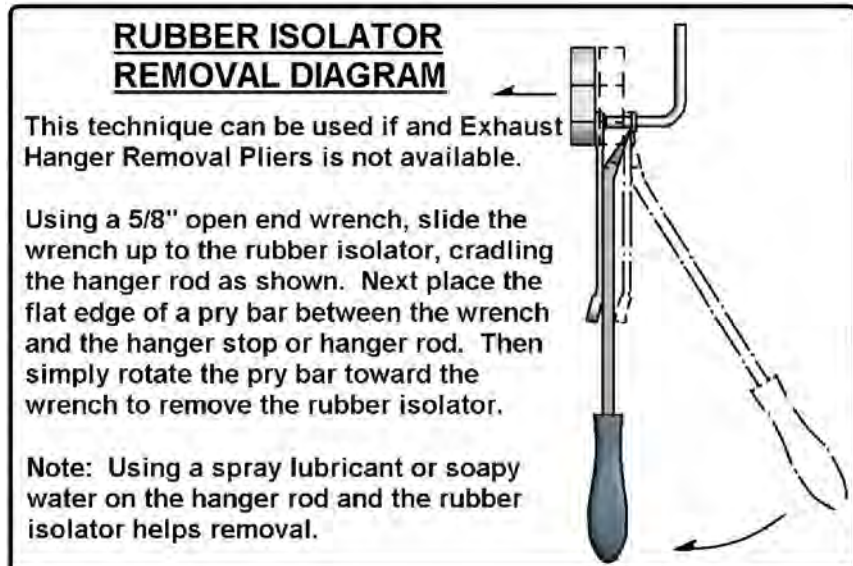 RUBBER ISOLATOR
REMOVAL DIAGRAM
This technique can be used if and Exhaust
Hanger Removal Pliers is not available.
Using a 5/8" open end wrench, slide the
wrench up to the rubber isolator, cradling
the hanger rod as shown. Next place the
flat edge of a pry bar between the wrench
and the hanger stop or hanger rod. Then
simply rotate the pry bar toward the
wrench to remove the rubber isolator.
Note: Using a spray lubricant or soapy
water on the hanger rod and the rubber
isolator helps removal.